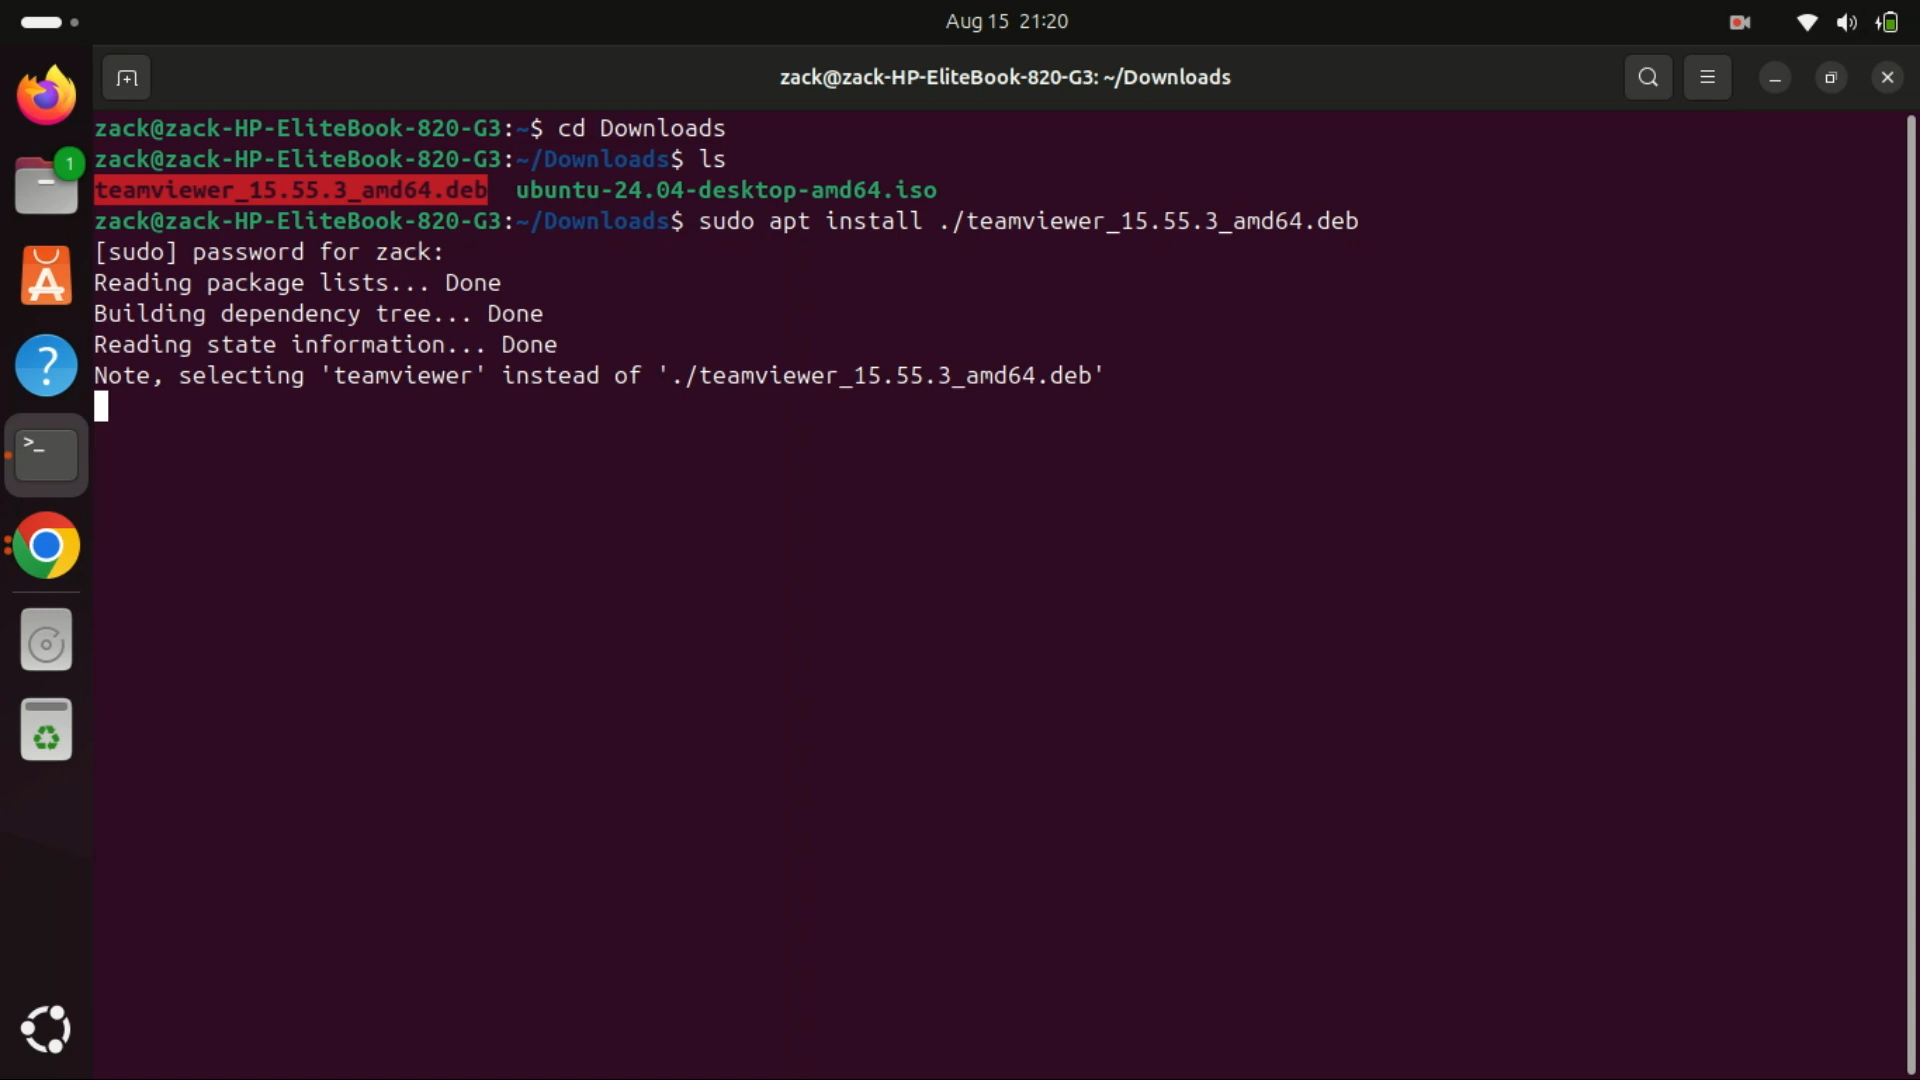 Aug 15 21:20
zack@zack-HP-EliteBook-820-G3: ~/Downloads
zack@zack-HP-EliteBook-820-G3:~$ cd Downloads
zack@zack-HP-EliteBook-820-G3:~/Downloads$ ls
teamviewer_15.55.3_amd64.deb  ubuntu-24.04-desktop-amd64.iso
zack@zack-HP-EliteBook-820-G3:~/Downloads$ sudo apt install ./teamviewer_15.55.3_amd64.deb
[sudo] password for zack:
Reading package lists... Done
Building dependency tree... Done
Reading state information... Done
Note, selecting 'teamviewer' instead of './teamviewer_15.55.3_amd64.deb'
1